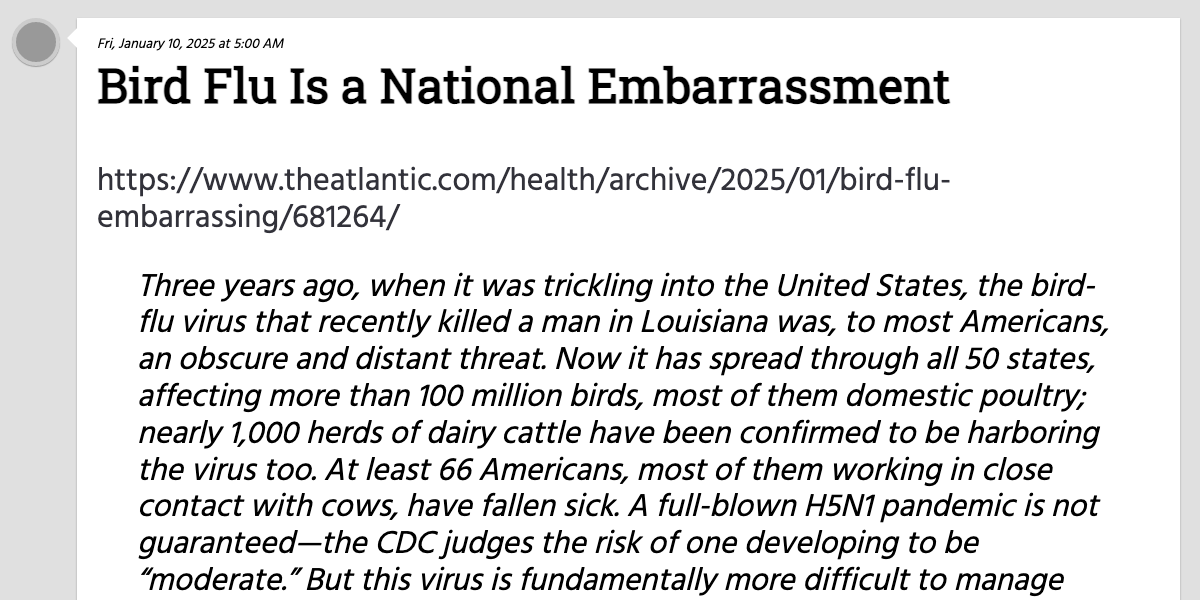 Fri, January 10, 2025 at 5:00 AM
Bird Flu Is a National Embarrassment
https://www.theatlantic.com/health/archive/2025/01/bird-flu-
embarrassing/681264/
Three years ago, when it was trickling into the United States, the bird-
flu virus that recently killed a man in Louisiana was, to most Americans,
an obscure and distant threat. Now it has spread through all 50 states,
affecting more than 100 million birds, most of them domestic poultry;
nearly 1,000 herds of dairy cattle have been confirmed to be harboring
the virus too. At least 66 Americans, most of them working in close
contact with cows, have fallen sick. A full-blown H5N1 pandemic is not
guaranteed—the CDC judges the risk of one developing to be
“moderate.” But this virus is fundamentally more difficult to manage